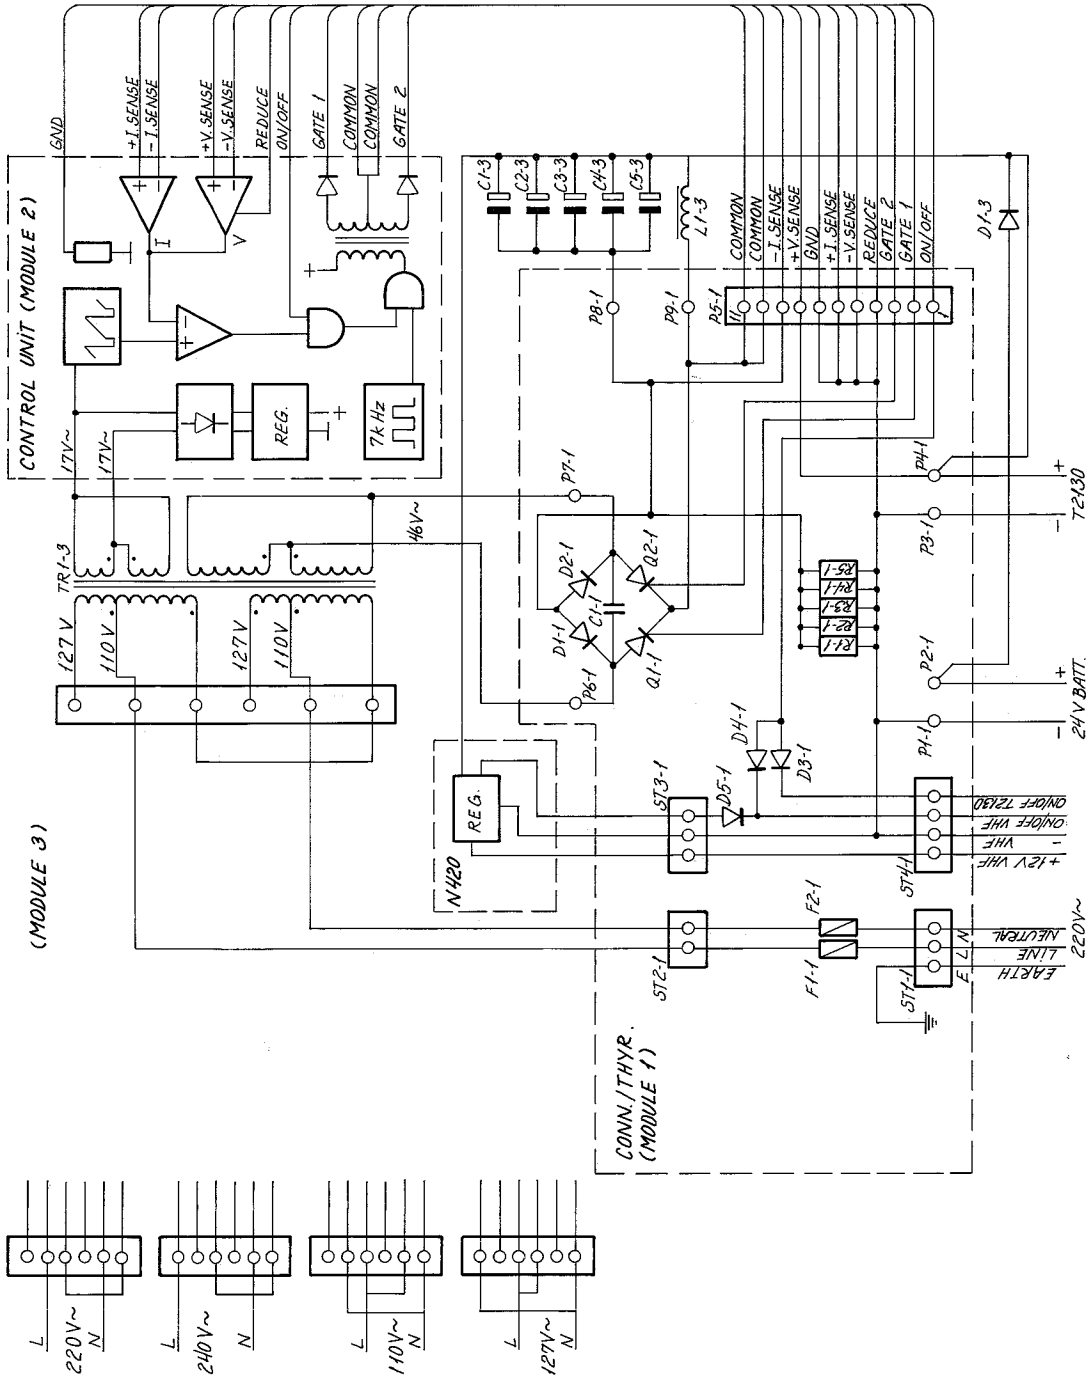 (MODULE 3)
CONTROL UNIT (MODULE 2)
GND
+I.SENSE
-I.SENSE
+V.SENSE
-V.SENSE
REDUCE
ON/OFF
GATE 1
COMMON
COMMON
GATE 2
+
-
+
-
I
V
+
-
+
REG.
+
7kHz
17V~
17V~
46V~
TR1-3
127V
110V
127V
110V
N420
REG.
C1-3
C2-3
C3-3
C4-3
C5-3
L1-3
D1-3
P8-1
P9-1
P5-1
11
1
COMMON
COMMON
-I.SENSE
+V.SENSE
GND
+I.SENSE
-V.SENSE
REDUCE
GATE 2
GATE 1
ON/OFF
P7-1
P6-1
D1-1
D2-1
C1-1
Q1-1
Q2-1
R1-1
R2-1
R3-1
R4-1
R5-1
P4-1
P3-1
P2-1
P1-1
+
-
T2130
+
-
24V BATT.
ST3-1
D5-1
D4-1
D3-1
ST4-1
ON/OFF T2130
ON/OFF VHF
- VHF
+12V VHF
ST2-1
F1-1
F2-1
ST1-1
E
L
N
NEUTRAL
LINE
EARTH
220V~
CONN./THYR.
(MODULE 1)
L
220V~
N
L
240V~
N
L
110V~
N
L
127V~
N